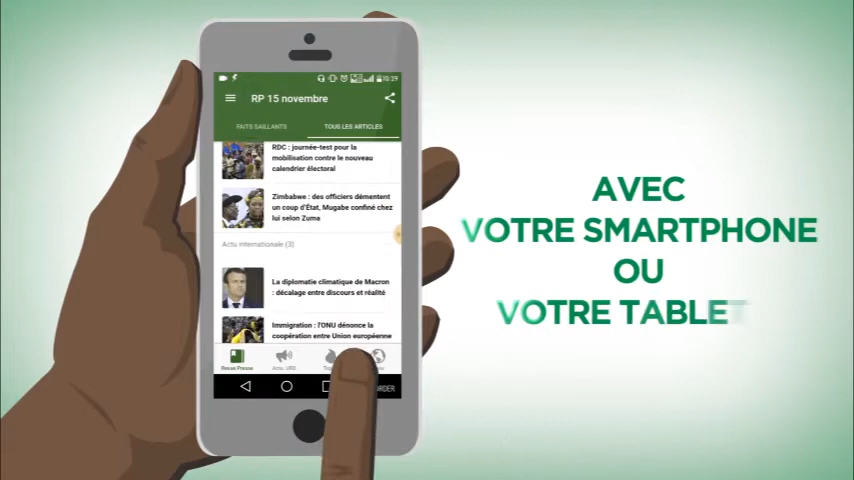 10:19
RP 15 novembre
FAITS SAILLANTS
TOUS LES ARTICLES
RDC : journée-test pour la
mobilisation contre le nouveau
calendrier électoral
Zimbabwe : des officiers démentent
un coup d'État, Mugabe confiné chez
lui selon Zuma
Actu internationale (3)
La diplomatie climatique de Macron
: décalage entre discours et réalité
Immigration : l'ONU dénonce la
coopération entre Union européenne
Revue Presse
AVEC
VOTRE SMARTPHONE
OU
VOTRE TABLET